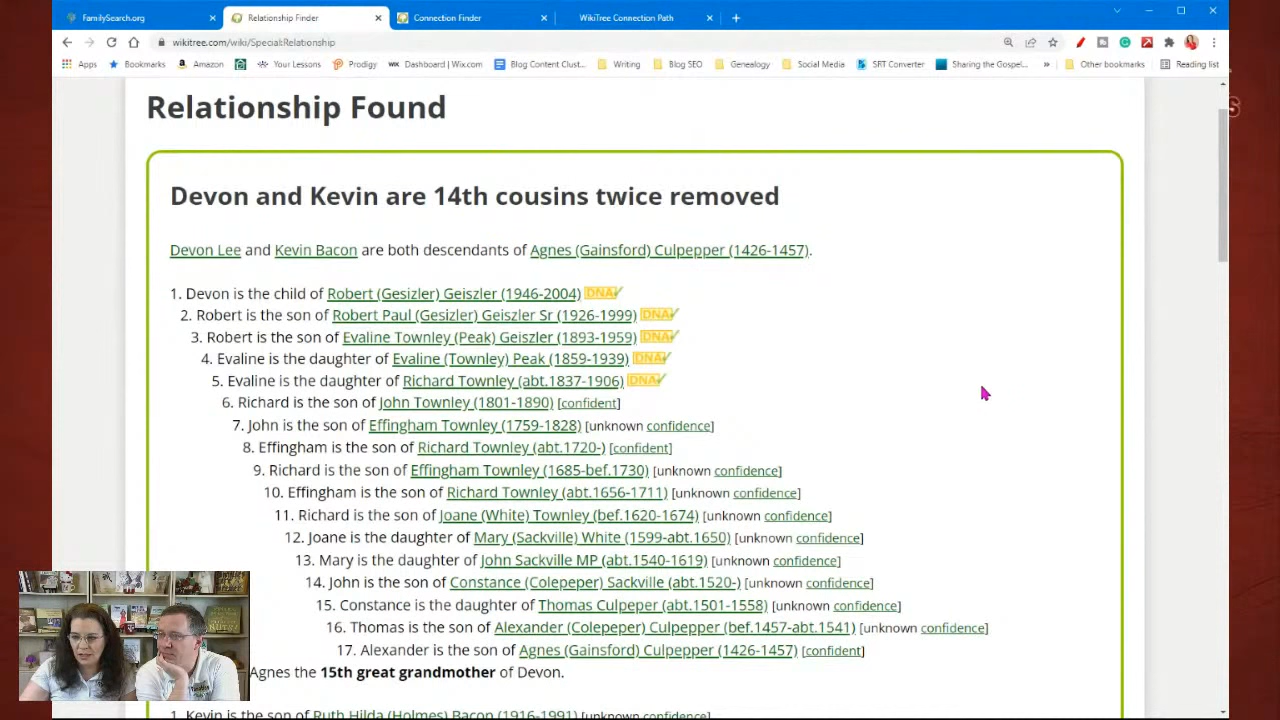 FamilySearch.org
Relationship Finder
Connection Finder
WikiTree Connection Path
wikitree.com/wiki/Special:Relationship
Apps Bookmarks Amazon Your Lessons Prodigy WIX Dashboard | Wix.com Blog Content Clust... Writing Blog SEO Genealogy Social Media SRT Converter Sharing the Gospel... » Other bookmarks Reading list
Relationship Found
Devon and Kevin are 14th cousins twice removed
Devon Lee and Kevin Bacon are both descendants of Agnes (Gainsford) Culpepper (1426-1457).
1. Devon is the child of Robert (Gesizler) Geiszler (1946-2004) DNA
2. Robert is the son of Robert Paul (Gesizler) Geiszler Sr (1926-1999) DNA
3. Robert is the son of Evaline Townley (Peak) Geiszler (1893-1959) DNA
4. Evaline is the daughter of Evaline (Townley) Peak (1859-1939) DNA
5. Evaline is the daughter of Richard Townley (abt.1837-1906) DNA
6. Richard is the son of John Townley (1801-1890) [confident]
7. John is the son of Effingham Townley (1759-1828) [unknown confidence]
8. Effingham is the son of Richard Townley (abt.1720-) [confident]
9. Richard is the son of Effingham Townley (1685-bef.1730) [unknown confidence]
10. Effingham is the son of Richard Townley (abt.1656-1711) [unknown confidence]
11. Richard is the son of Joane (White) Townley (bef.1620-1674) [unknown confidence]
12. Joane is the daughter of Mary (Sackville) White (1599-abt.1650) [unknown confidence]
13. Mary is the daughter of John Sackville MP (abt.1540-1619) [unknown confidence]
14. John is the son of Constance (Colepeper) Sackville (abt.1520-) [unknown confidence]
15. Constance is the daughter of Thomas Culpeper (abt.1501-1558) [unknown confidence]
16. Thomas is the son of Alexander (Colepeper) Culpepper (bef.1457-abt.1541) [unknown confidence]
17. Alexander is the son of Agnes (Gainsford) Culpepper (1426-1457) [confident]
Agnes the 15th great grandmother of Devon.
1. Kevin is the son of Ruth Hilda (Holmes) Bacon (1916-1991) [unknown confidence]